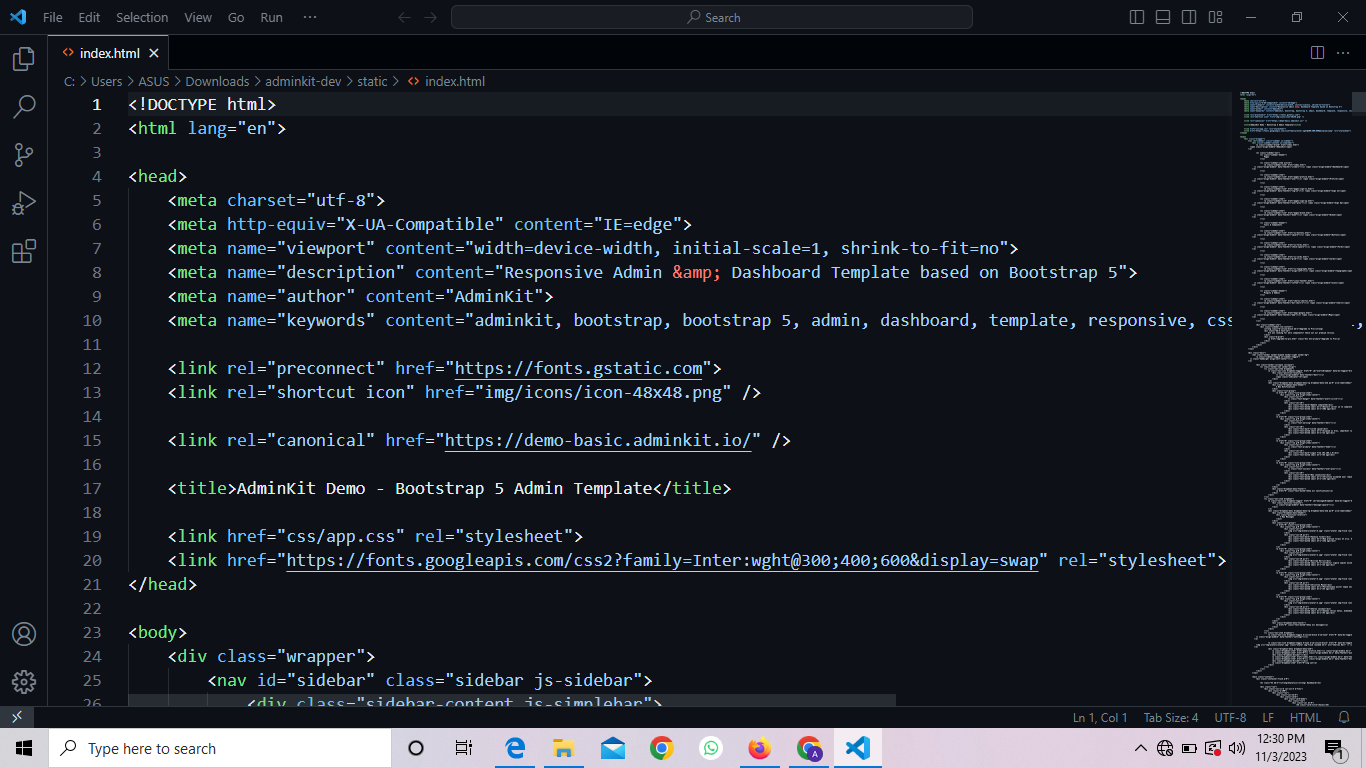 File Edit Selection View Go Run ···
Search
index.html
C: > Users > ASUS > Downloads > adminkit-dev > static > index.html
1 <!DOCTYPE html>
2 <html lang="en">
3
4 <head>
5 <meta charset="utf-8">
6 <meta http-equiv="X-UA-Compatible" content="IE=edge">
7 <meta name="viewport" content="width=device-width, initial-scale=1, shrink-to-fit=no">
8 <meta name="description" content="Responsive Admin &amp; Dashboard Template based on Bootstrap 5">
9 <meta name="author" content="AdminKit">
10 <meta name="keywords" content="adminkit, bootstrap, bootstrap 5, admin, dashboard, template, responsive, css
11
12 <link rel="preconnect" href="https://fonts.gstatic.com">
13 <link rel="shortcut icon" href="img/icons/icon-48x48.png" />
14
15 <link rel="canonical" href="https://demo-basic.adminkit.io/" />
16
17 <title>AdminKit Demo - Bootstrap 5 Admin Template</title>
18
19 <link href="css/app.css" rel="stylesheet">
20 <link href="https://fonts.googleapis.com/css2?family=Inter:wght@300;400;600&display=swap" rel="stylesheet">
21 </head>
22
23 <body>
24 <div class="wrapper">
25 <nav id="sidebar" class="sidebar js-sidebar">
26 <div class="sidebar-content js-simplebar">
Ln 1, Col 1 Tab Size: 4 UTF-8 LF HTML
Type here to search
A
12:30 PM
11/3/2023
1